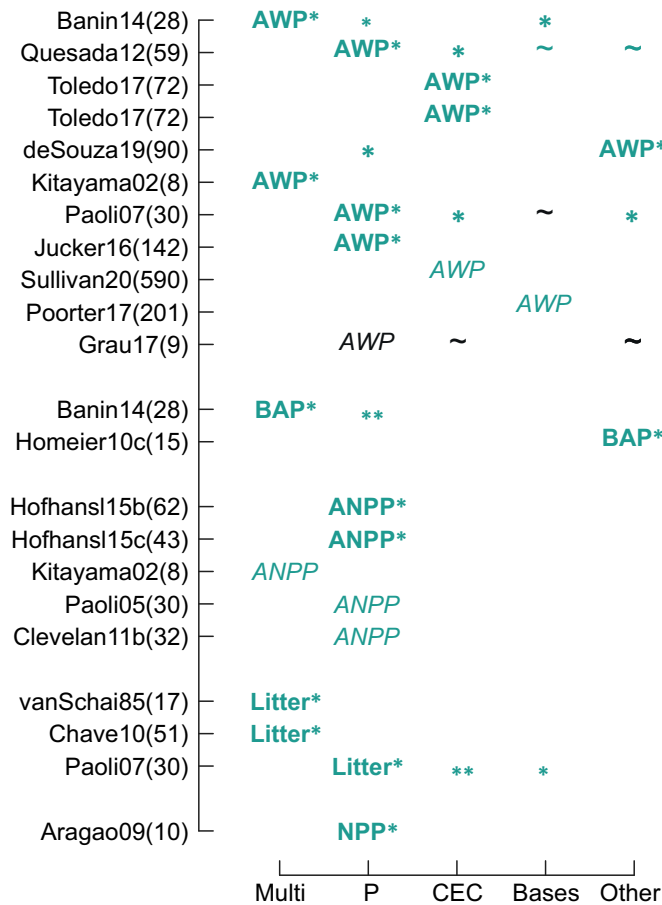 Banin14(28) AWP* * *
Quesada12(59) AWP* * ~ ~
Toledo17(72) AWP*
Toledo17(72) AWP*
deSouza19(90) * AWP*
Kitayama02(8) AWP*
Paoli07(30) AWP* * ~ *
Jucker16(142) AWP*
Sullivan20(590) AWP
Poorter17(201) AWP
Grau17(9) AWP ~ ~
Banin14(28) BAP* **
Homeier10c(15) BAP*
Hofhansl15b(62) ANPP*
Hofhansl15c(43) ANPP*
Kitayama02(8) ANPP
Paoli05(30) ANPP
Clevelan11b(32) ANPP
vanSchai85(17) Litter*
Chave10(51) Litter*
Paoli07(30) Litter* ** *
Aragao09(10) NPP*
Multi P CEC Bases Other